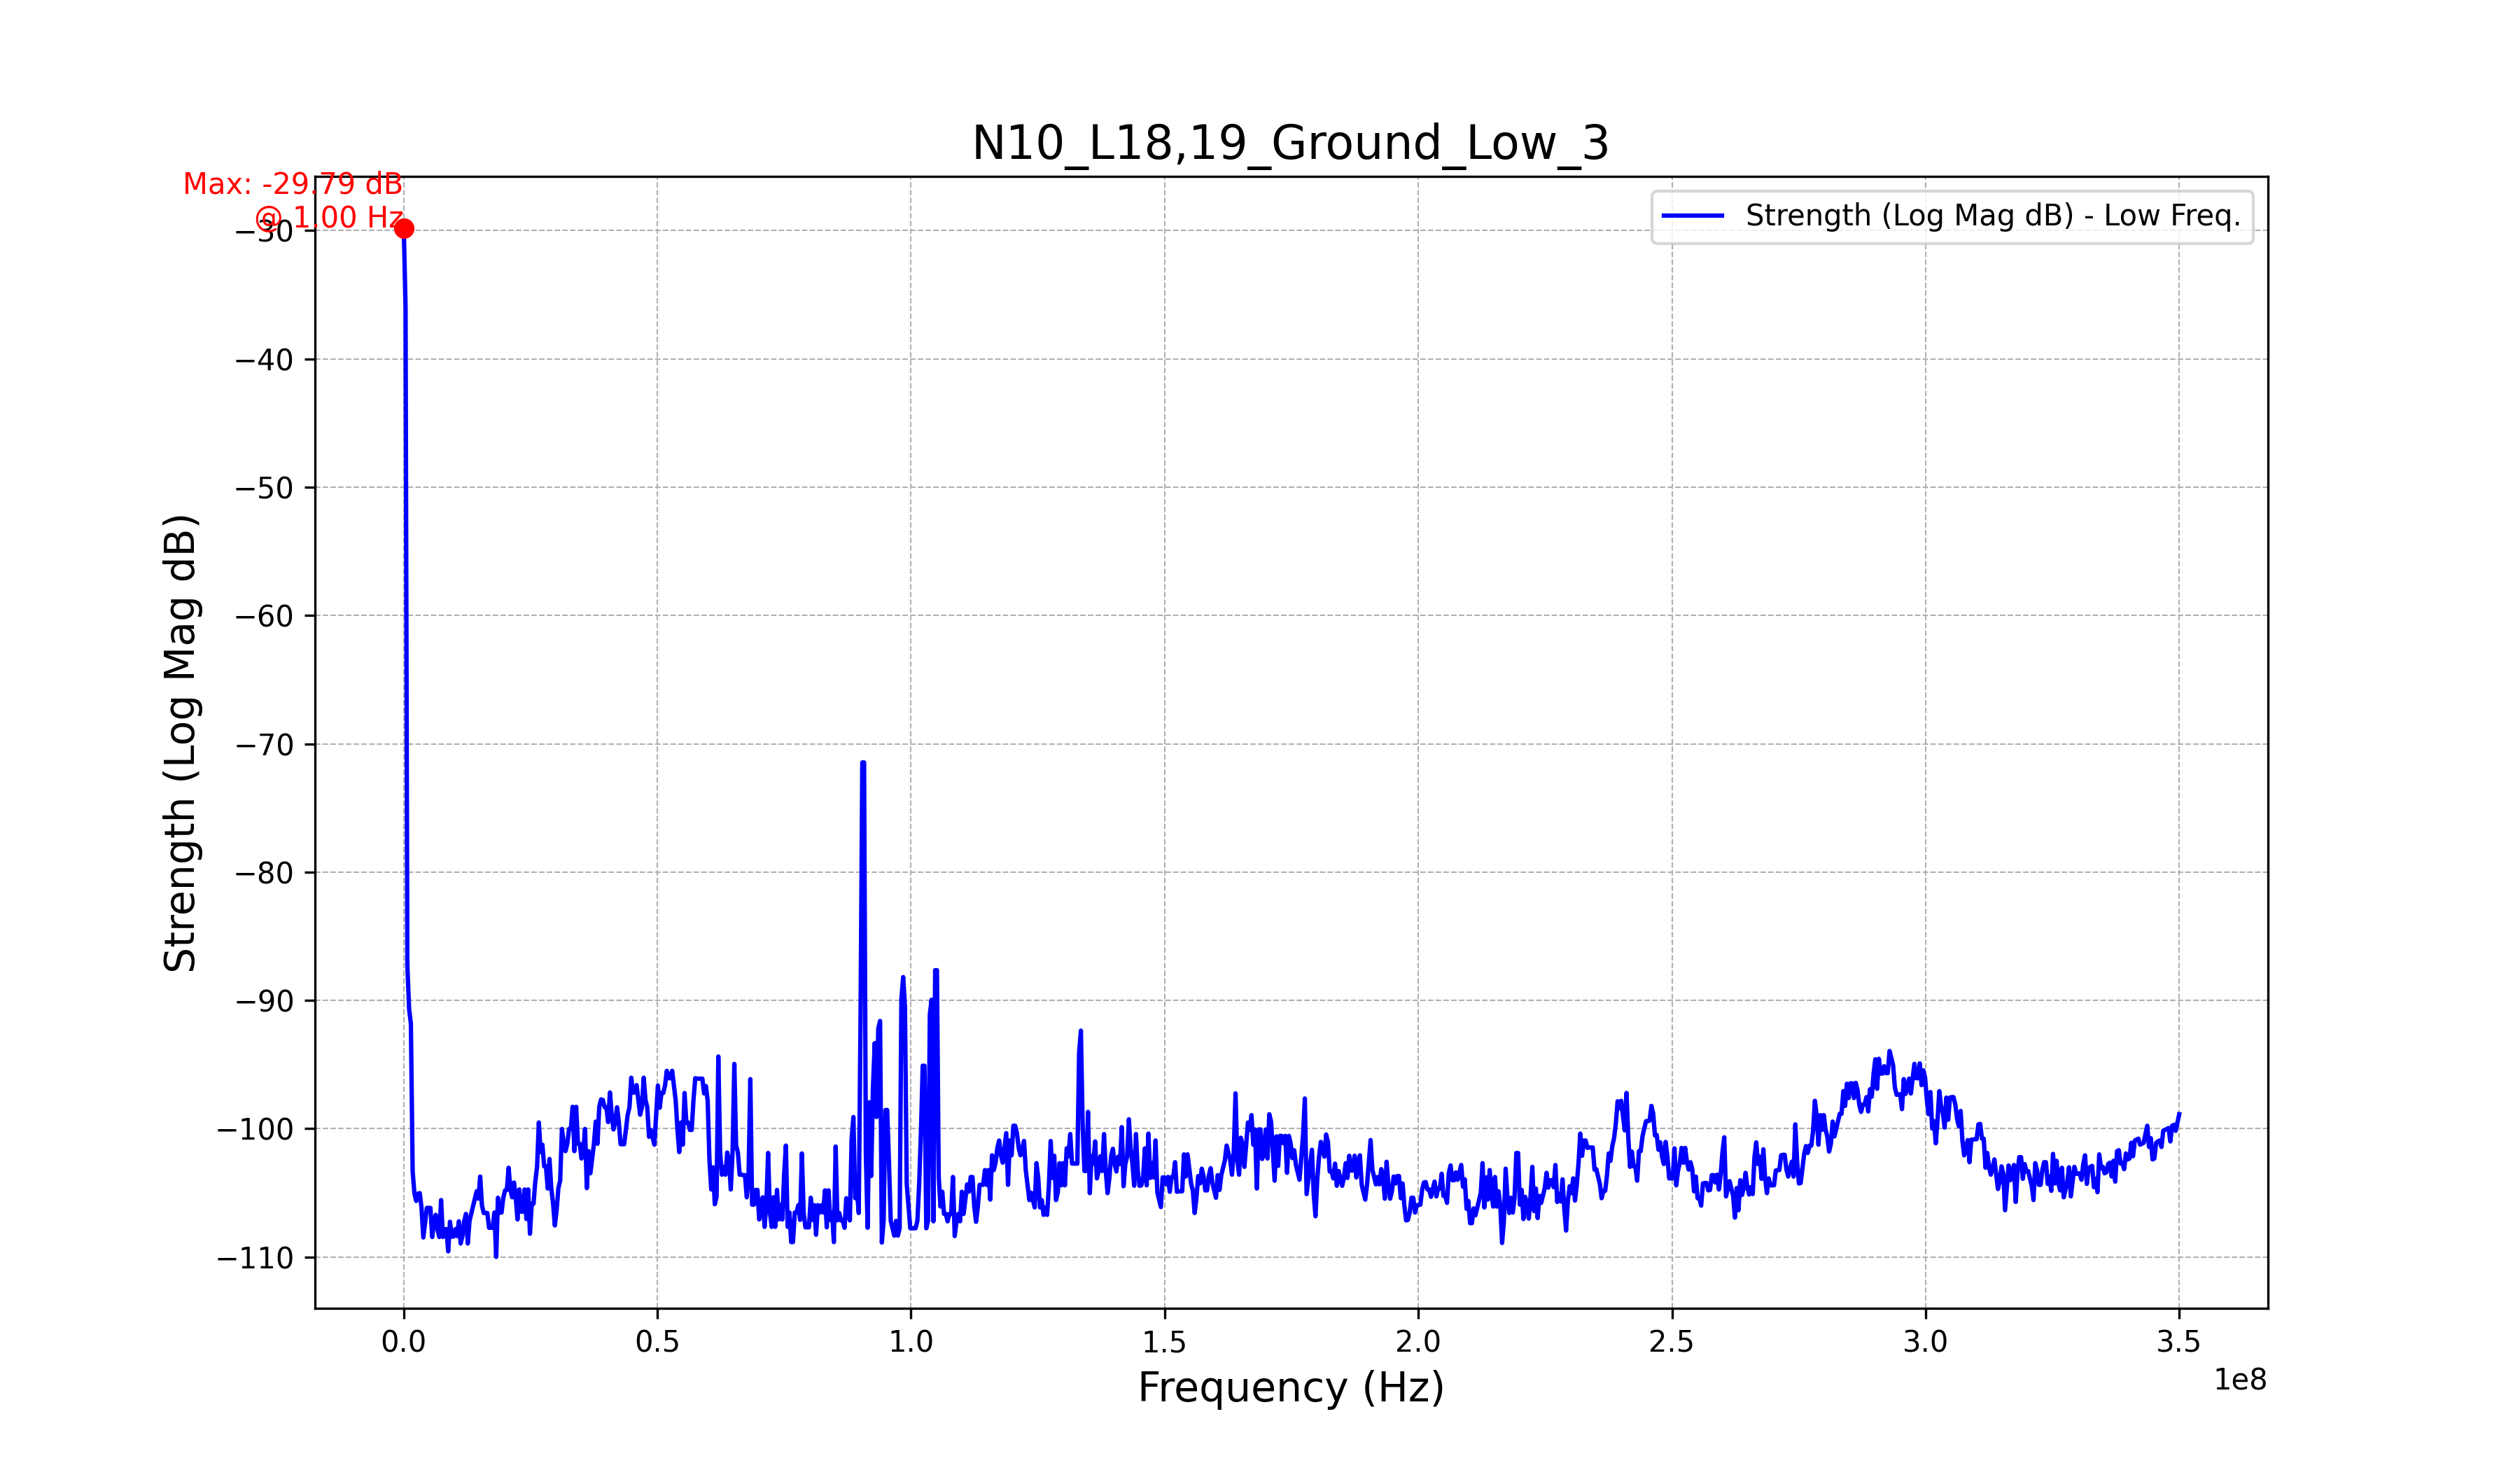 N10_L18,19_Ground_Low_3
Max: -29.79 dB
@ 1.00 Hz
Strength (Log Mag dB) - Low Freq.
−30
−40
−50
−60
−70
−80
−90
−100
−110
Strength (Log Mag dB)
0.0 0.5 1.0 1.5 2.0 2.5 3.0 3.5
1e8
Frequency (Hz)